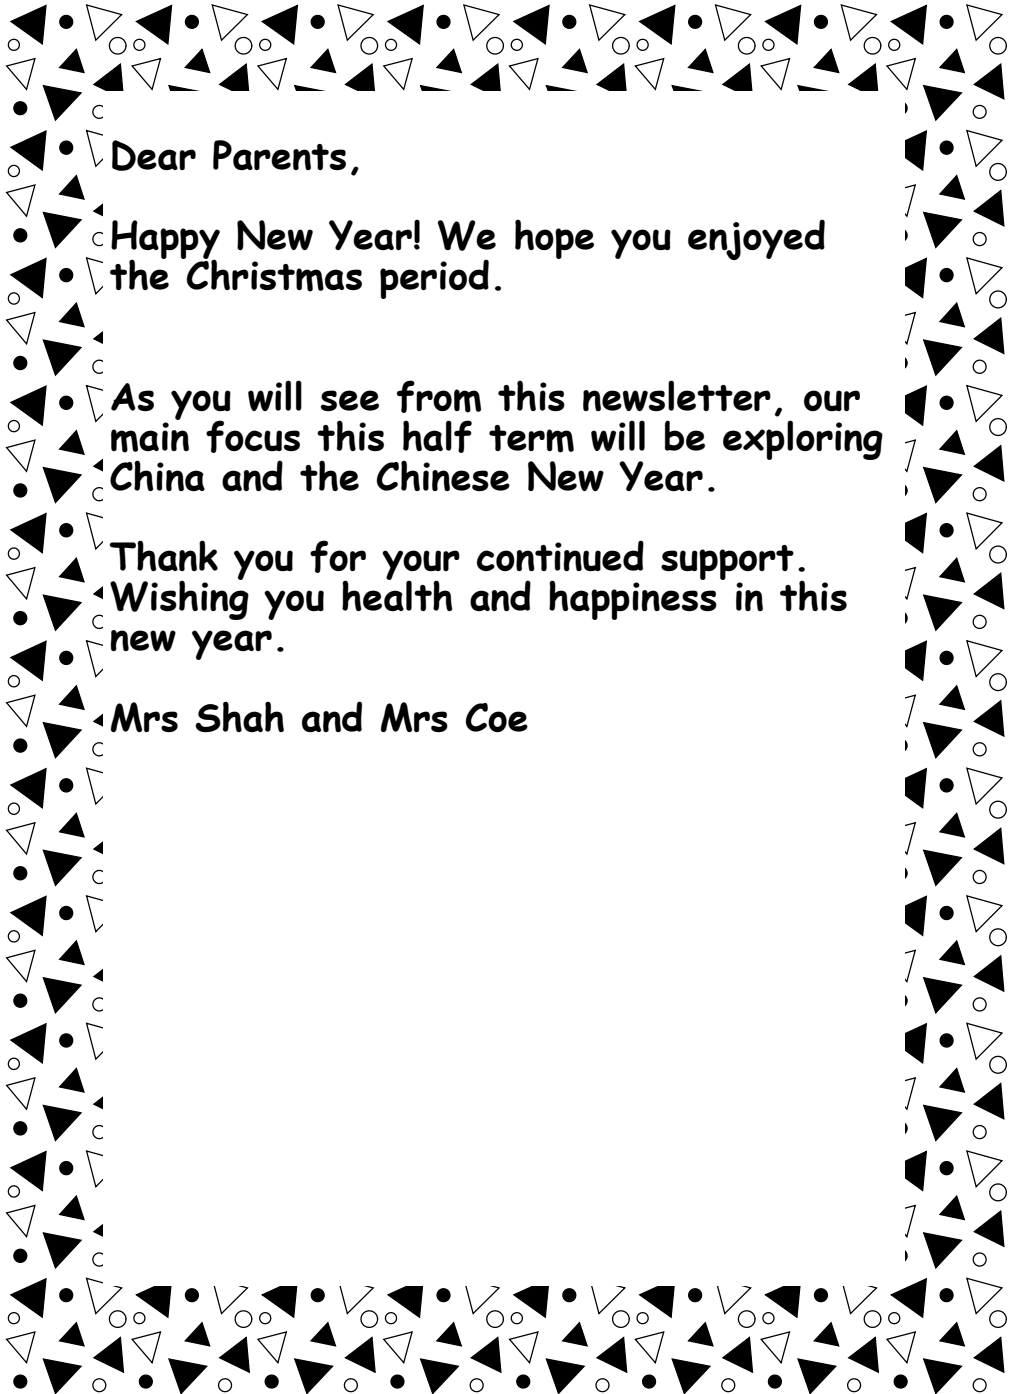 Dear Parents,
Happy New Year! We hope you enjoyed
the Christmas period.
As you will see from this newsletter, our
main focus this half term will be exploring
China and the Chinese New Year.
Thank you for your continued support.
Wishing you health and happiness in this
new year.
Mrs Shah and Mrs Coe